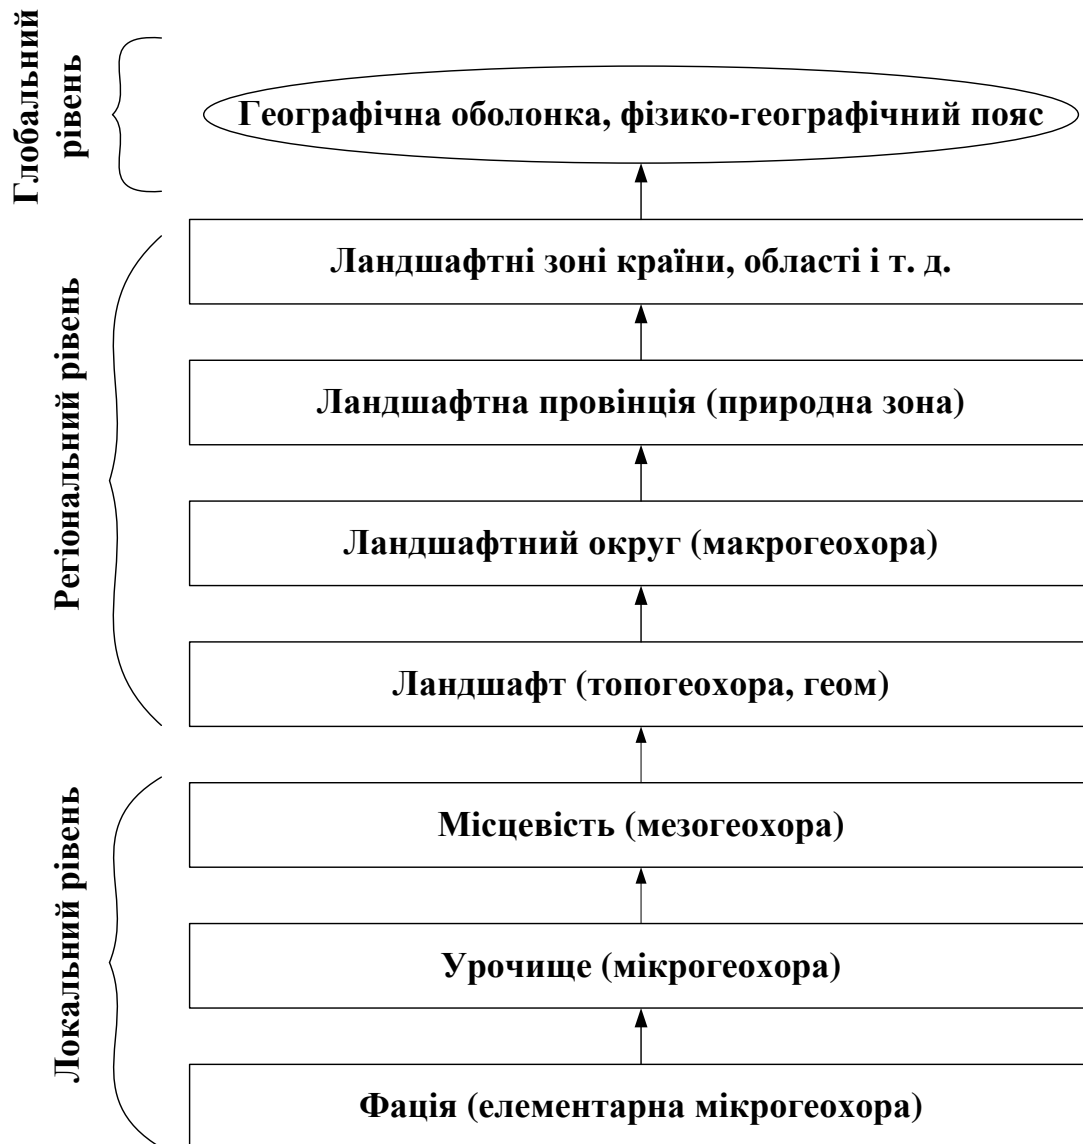 Глобальний
рівень
Географічна оболонка, фізико-географічний пояс
Регіональний рівень
Ландшафтні зоні країни, області і т. д.
Ландшафтна провінція (природна зона)
Ландшафтний округ (макрогеохора)
Ландшафт (топогеохора, геом)
Локальний рівень
Місцевість (мезогеохора)
Урочище (мікрогеохора)
Фація (елементарна мікрогеохора)